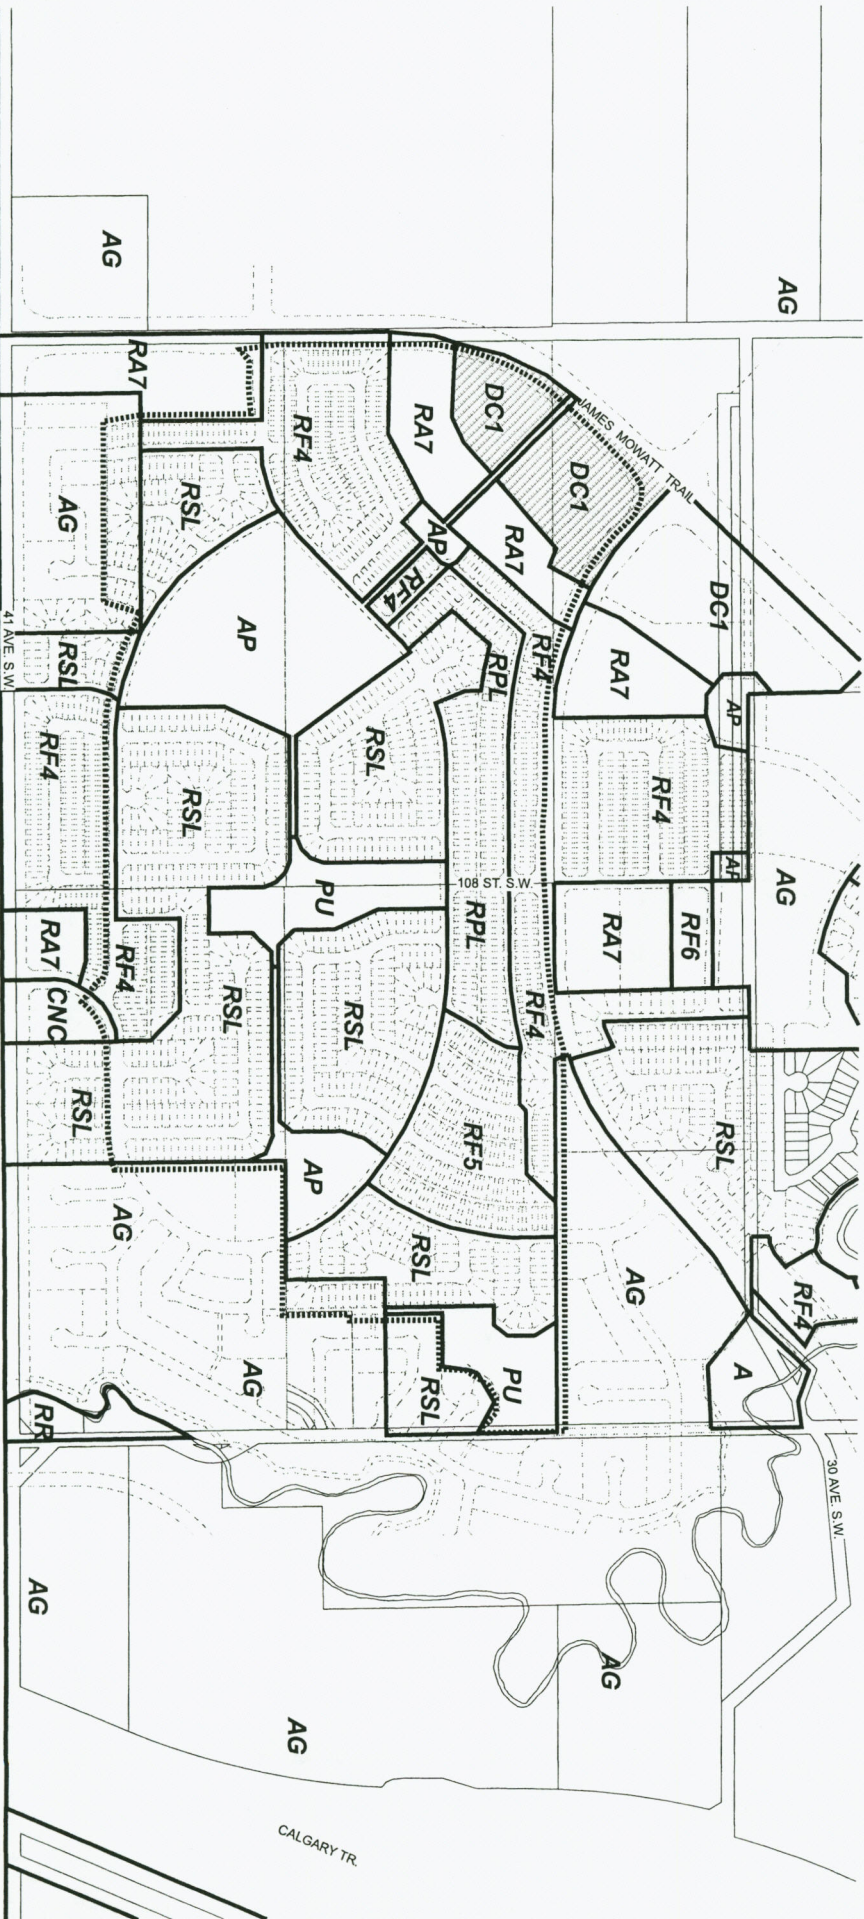 30 AVE. S.W.
RF4
AG
AG
A
AP
AP
RSL
DC1
RF6
RF4
JAMES MOWATT TRAIL
AG
RA7
RA7
AG
DC1
RF4
RF4
RA7
PU
RPL
DC1
108 ST. S.W.
RPL
RF5
AP
RSL
RA7
RSL
RF4
RSL
RSL
PU
CALGARY TR.
AP
RF4
AG
AG
AP
RSL
RSL
RSL
RA7
RF4
AG
AG
RSL
RSL
AG
CNC
RA7
RF4
RR
AG
41 AVE. S.W.